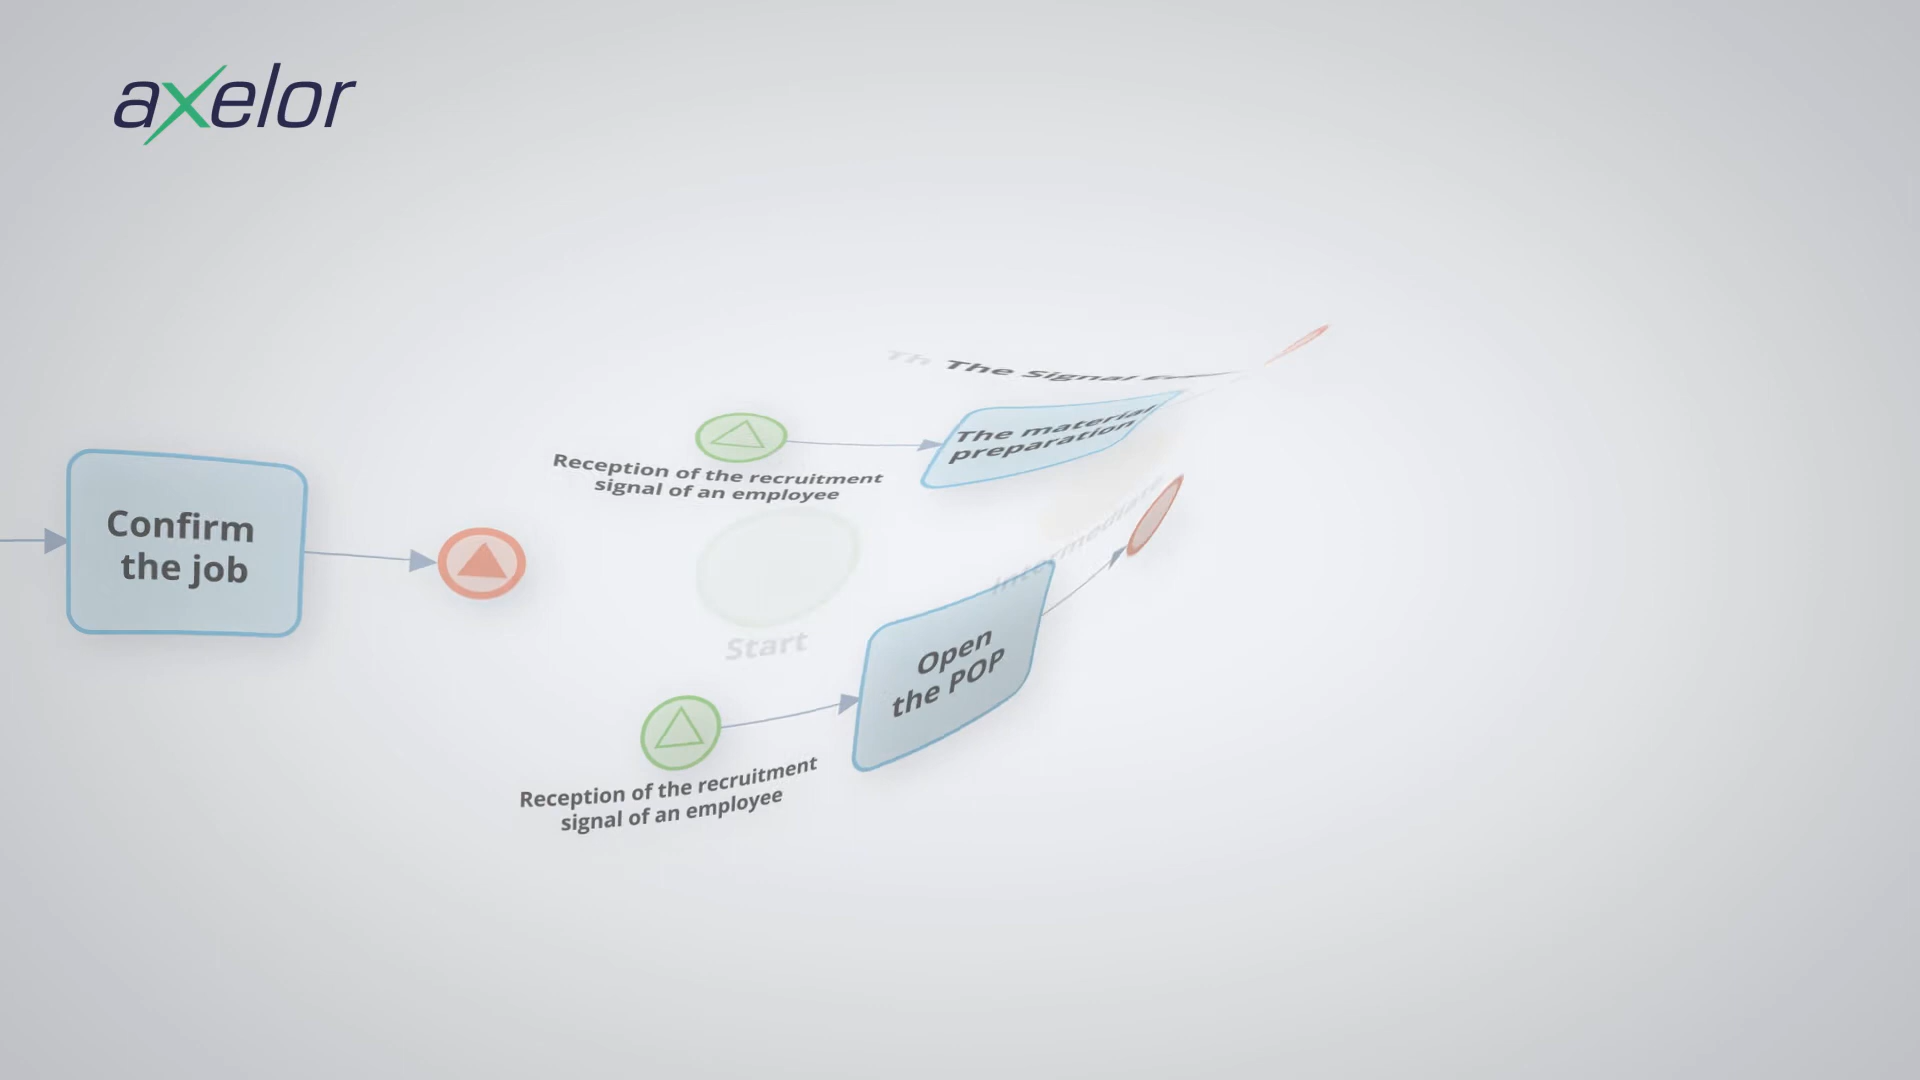 axelor
The Signal
The material
preparation
Reception of the recruitment
signal of an employee
Confirm
the job
Intermediate
Start
Open
the POP
Reception of the recruitment
signal of an employee